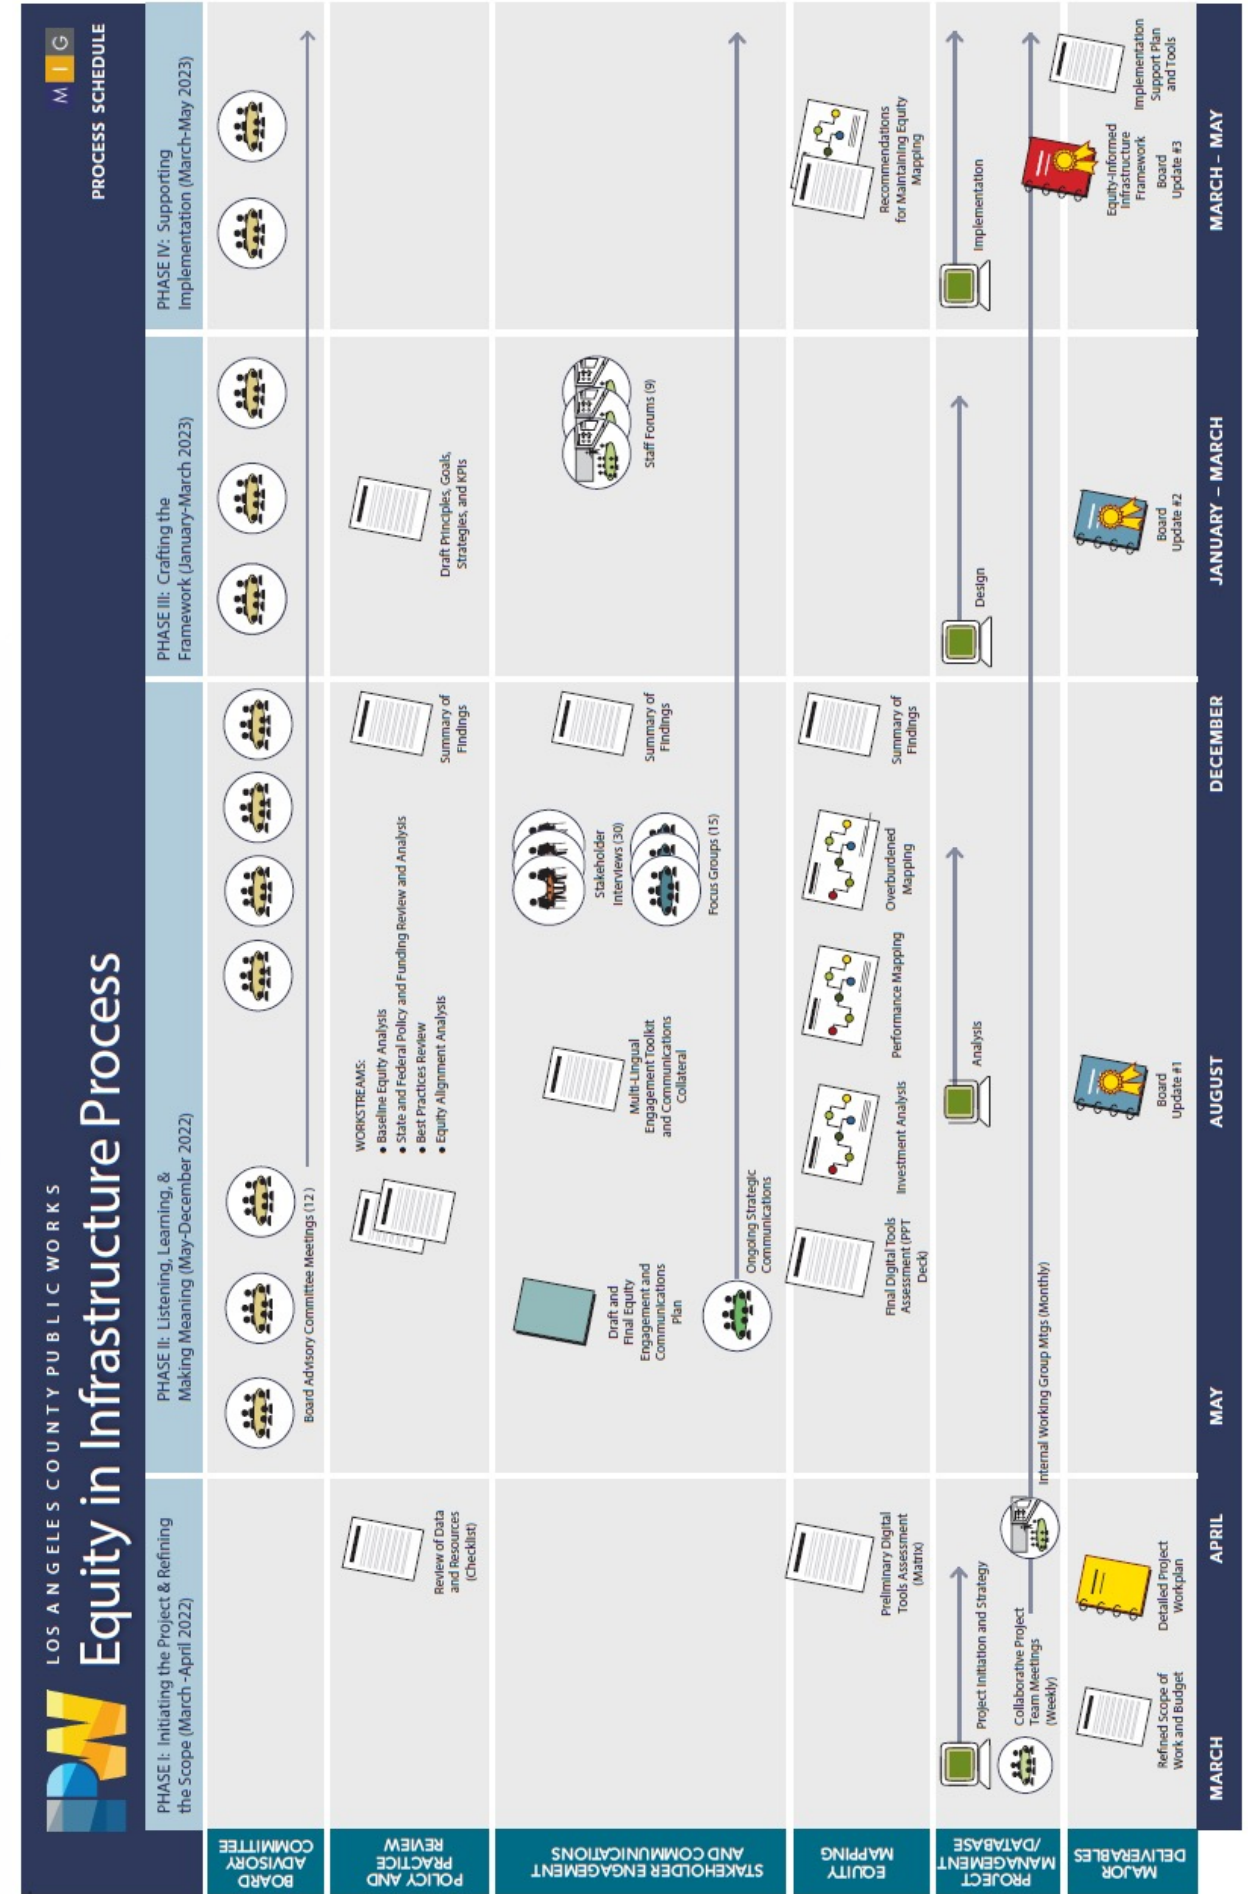 LOS ANGELES COUNTY PUBLIC WORKS
Equity in Infrastructure Process
M I G
PROCESS SCHEDULE
PHASE I: Initiating the Project & Refining
the Scope (March -April 2022)
PHASE II: Listening, Learning, &
Making Meaning (May-December 2022)
PHASE III: Crafting the
Framework (January-March 2023)
PHASE IV: Supporting
Implementation (March-May 2023)
BOARD
ADVISORY
COMMITTEE
Board Advisory Committee Meetings (12 )
POLICY AND
PRACTICE
REVIEW
Review of Data
and Resources
(Checklist)
WORKSTREAMS:
• Baseline Equity Analysis
• State and Federal Policy and Funding Review and Analysis
• Best Practices Review
• Equity Alignment Analysis
Summary of
Findings
Draft Principles, Goals,
Strategies, and KPIs
STAKEHOLDER ENGAGEMENT
AND COMMUNICATIONS
Draft and
Final Equity
Engagement and
Communications
Plan
Multi-Lingual
Engagement Toolkit
and Communications
Collateral
Stakeholder
Interviews (30)
Focus Groups (15)
Summary of
Findings
Staff Forums (9)
Ongoing Strategic
Communications
EQUITY
MAPPING
Preliminary Digital
Tools Assessment
(Matrix)
Final Digital Tools
Assessment (PPT
Deck)
Investment Analysis
Performance Mapping
Overburdened
Mapping
Summary of
Findings
Recommendations
for Maintaining Equity
Mapping
PROJECT
MANAGEMENT
/DATABASE
Project Initiation and Strategy
Analysis
Design
Implementation
Collaborative Project
Team Meetings
(Weekly)
Internal Working Group Mtgs (Monthly)
MAJOR
DELIVERABLES
Refined Scope of
Work and Budget
Detailed Project
Workplan
Board
Update #1
Board
Update #2
Equity-Informed
Infrastructure
Framework
Board
Update #3
Implementation
Support Plan
and Tools
MARCH
APRIL
MAY
AUGUST
DECEMBER
JANUARY – MARCH
MARCH – MAY